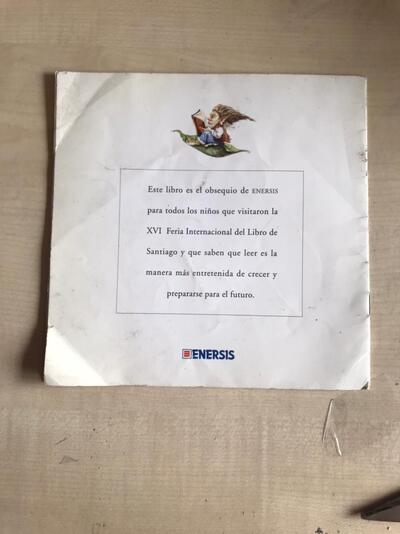 Este libro es el obsequio de ENERSIS
para todos los niños que visitaron la
XVI Feria Internacional del Libro de
Santiago y que saben que leer es la
manera más entretenida de crecer y
prepararse para el futuro.
ENERSIS